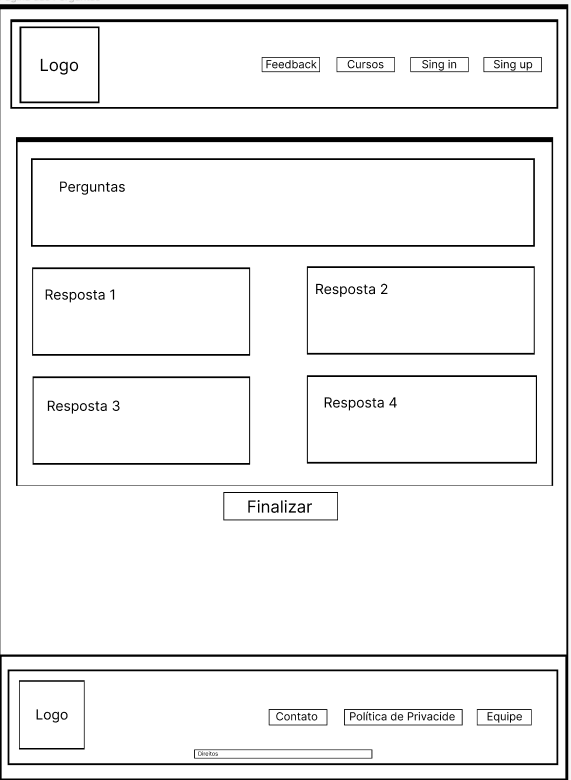 Logo
Feedback
Cursos
Sing in
Sing up
Perguntas
Resposta 1
Resposta 2
Resposta 3
Resposta 4
Finalizar
Logo
Contato
Política de Privacide
Equipe
Direitos